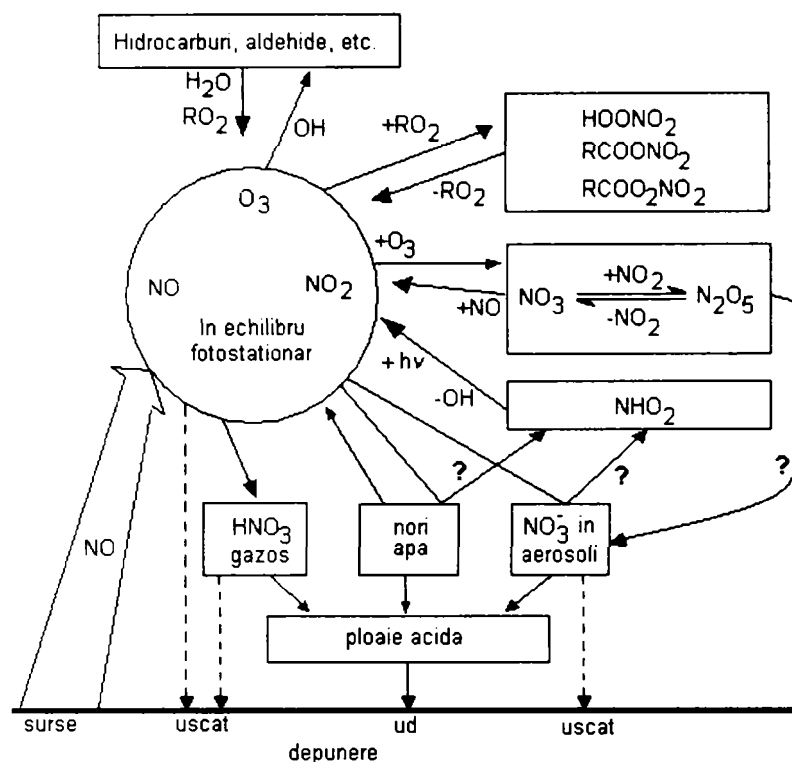 Hidrocarburi, aldehide, etc.
H₂O
RO₂
OH
+RO₂
-RO₂
HOONO₂
RCOONO₂
RCOO₂NO₂
O₃
NO
NO₂
In echilibru
fotostationar
+O₃
+NO
NO₃
+NO₂
-NO₂
N₂O₅
+ hν
-OH
NHO₂
?
?
?
NO
HNO₃
gazos
nori
apa
NO₃⁻ in
aerosoli
ploaie acida
surse
uscat
ud
uscat
depunere